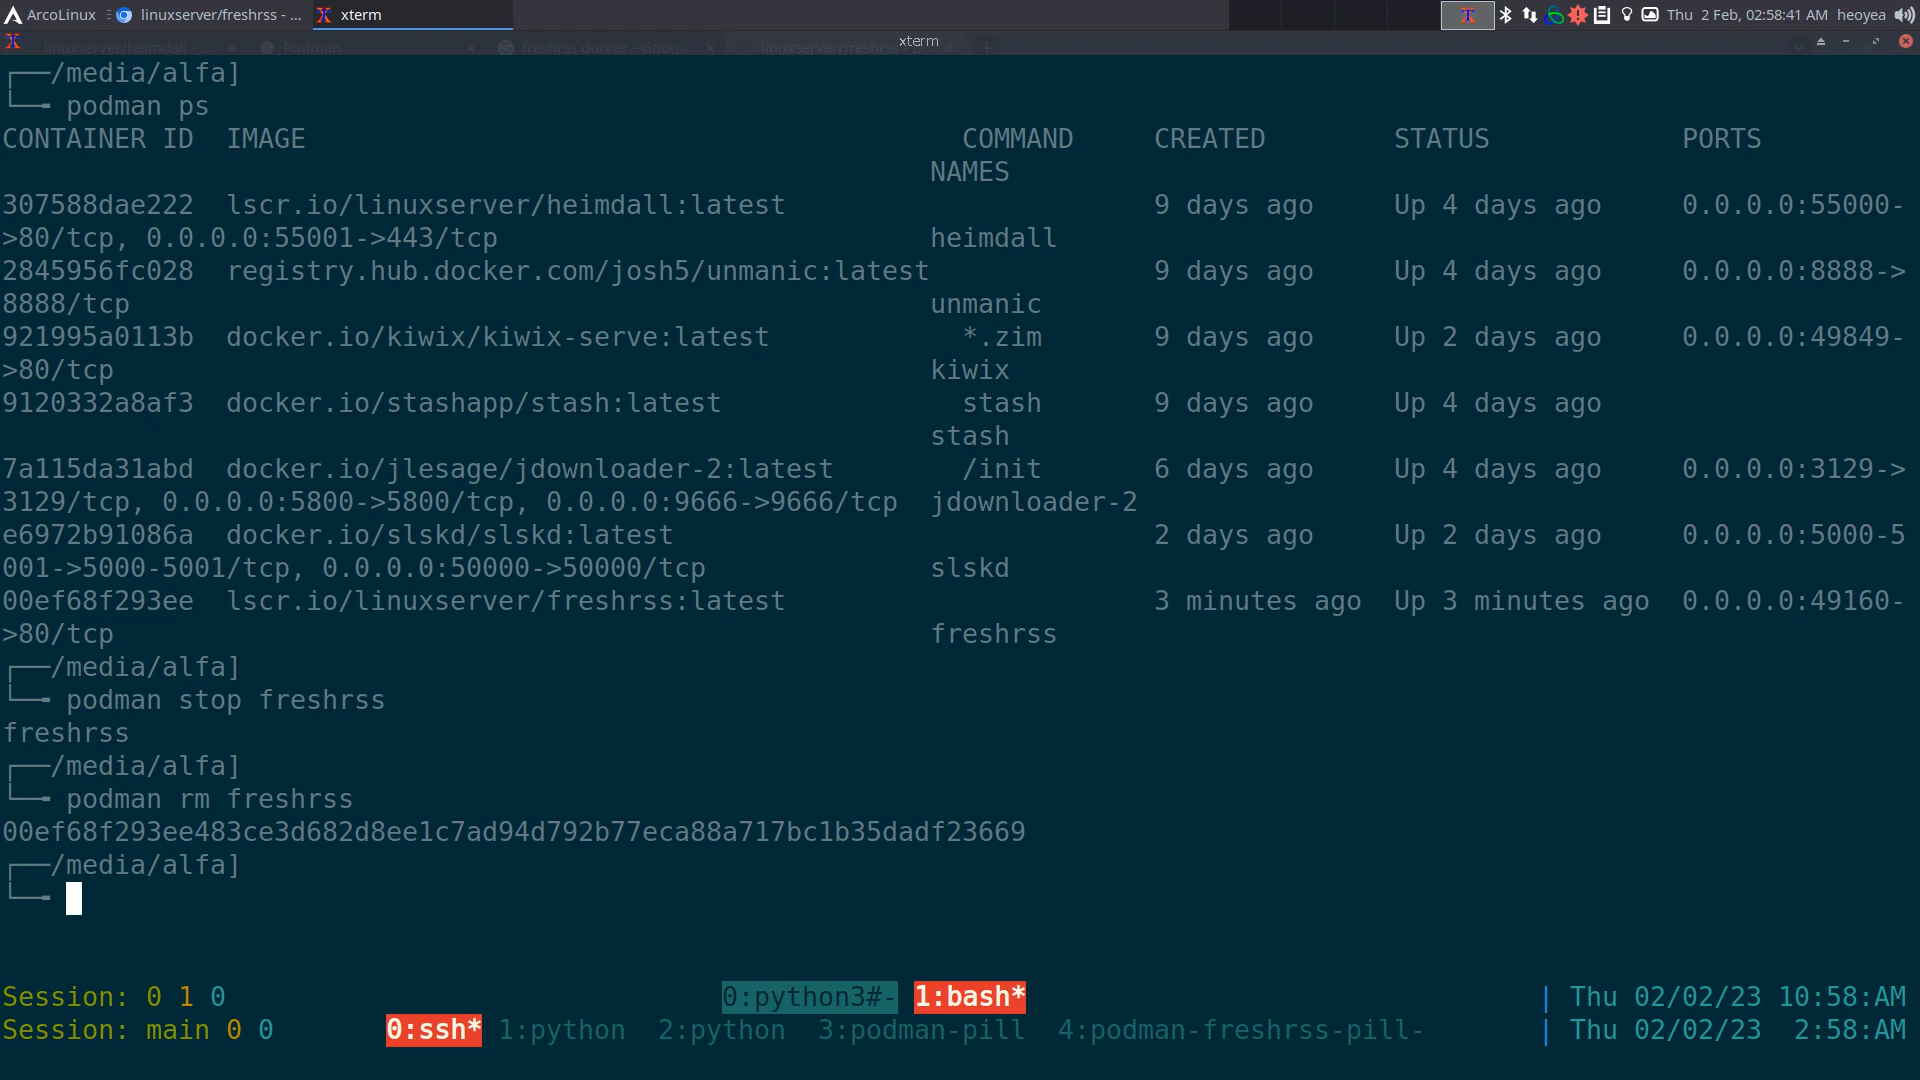 ArcoLinux linuxserver/freshrss - ... xterm Thu 2 Feb, 02:58:41 AM heoyea
linuxserver/heimdall - D Podman freshrss docker - Googl linuxserver/freshrss xterm
┌──/media/alfa]
└─╼ podman ps
CONTAINER ID IMAGE COMMAND CREATED STATUS PORTS
NAMES
307588dae222 lscr.io/linuxserver/heimdall:latest 9 days ago Up 4 days ago 0.0.0.0:55000-
>80/tcp, 0.0.0.0:55001->443/tcp heimdall
2845956fc028 registry.hub.docker.com/josh5/unmanic:latest 9 days ago Up 4 days ago 0.0.0.0:8888->
8888/tcp unmanic
921995a0113b docker.io/kiwix/kiwix-serve:latest *.zim 9 days ago Up 2 days ago 0.0.0.0:49849-
>80/tcp kiwix
9120332a8af3 docker.io/stashapp/stash:latest stash 9 days ago Up 4 days ago
stash
7a115da31abd docker.io/jlesage/jdownloader-2:latest /init 6 days ago Up 4 days ago 0.0.0.0:3129->
3129/tcp, 0.0.0.0:5800->5800/tcp, 0.0.0.0:9666->9666/tcp jdownloader-2
e6972b91086a docker.io/slskd/slskd:latest 2 days ago Up 2 days ago 0.0.0.0:5000-5
001->5000-5001/tcp, 0.0.0.0:50000->50000/tcp slskd
00ef68f293ee lscr.io/linuxserver/freshrss:latest 3 minutes ago Up 3 minutes ago 0.0.0.0:49160-
>80/tcp freshrss
┌──/media/alfa]
└─╼ podman stop freshrss
freshrss
┌──/media/alfa]
└─╼ podman rm freshrss
00ef68f293ee483ce3d682d8ee1c7ad94d792b77eca88a717bc1b35dadf23669
┌──/media/alfa]
└─╼
Session: 0 1 0 0:python3#- 1:bash* | Thu 02/02/23 10:58:AM
Session: main 0 0 0:ssh* 1:python 2:python 3:podman-pill 4:podman-freshrss-pill- | Thu 02/02/23 2:58:AM